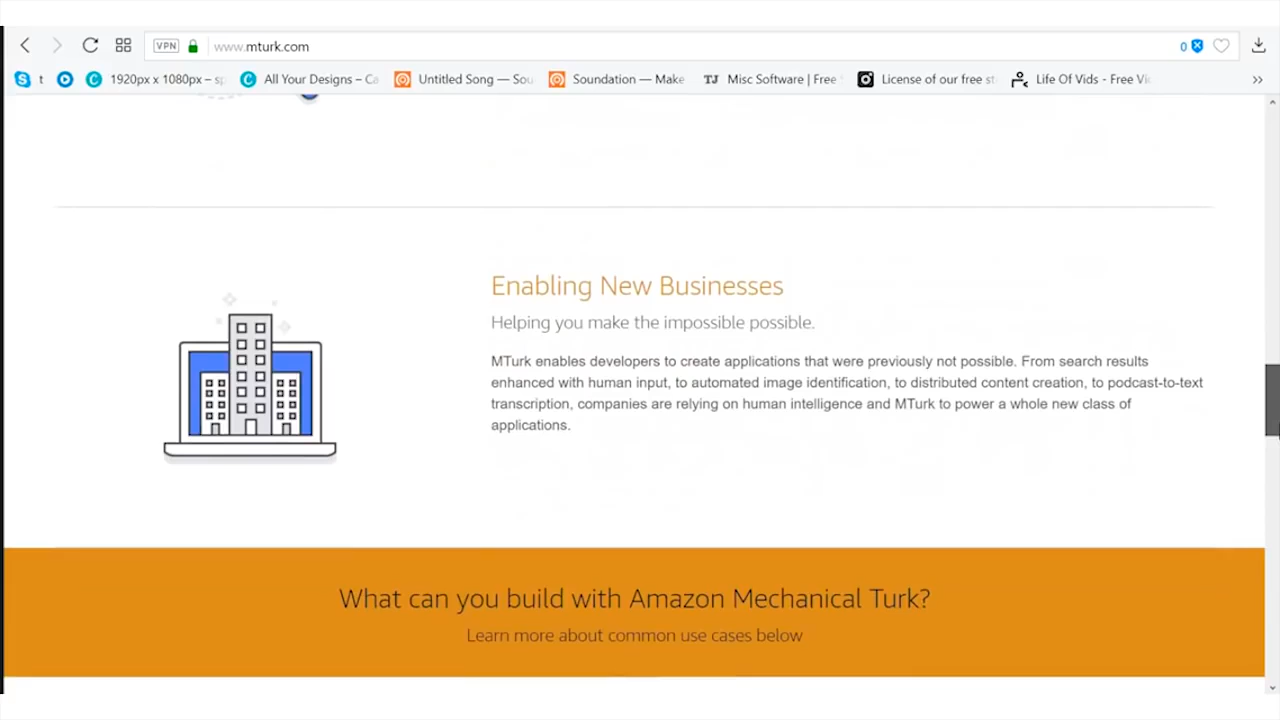 VPN www.mturk.com 0
t 1920px x 1080px – sp All Your Designs – Ca Untitled Song — Sou Soundation — Make Misc Software | Free License of our free st Life Of Vids - Free Vi
Enabling New Businesses
Helping you make the impossible possible.
MTurk enables developers to create applications that were previously not possible. From search results
enhanced with human input, to automated image identification, to distributed content creation, to podcast-to-text
transcription, companies are relying on human intelligence and MTurk to power a whole new class of
applications.
What can you build with Amazon Mechanical Turk?
Learn more about common use cases below